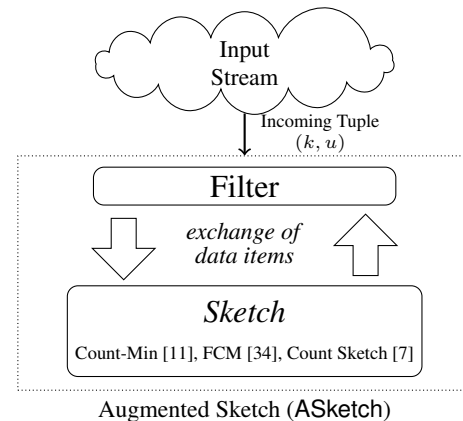 Input
Stream
Incoming Tuple
(k, u)
Filter
exchange of
data items
Sketch
Count-Min [11], FCM [34], Count Sketch [7]
Augmented Sketch (ASketch)